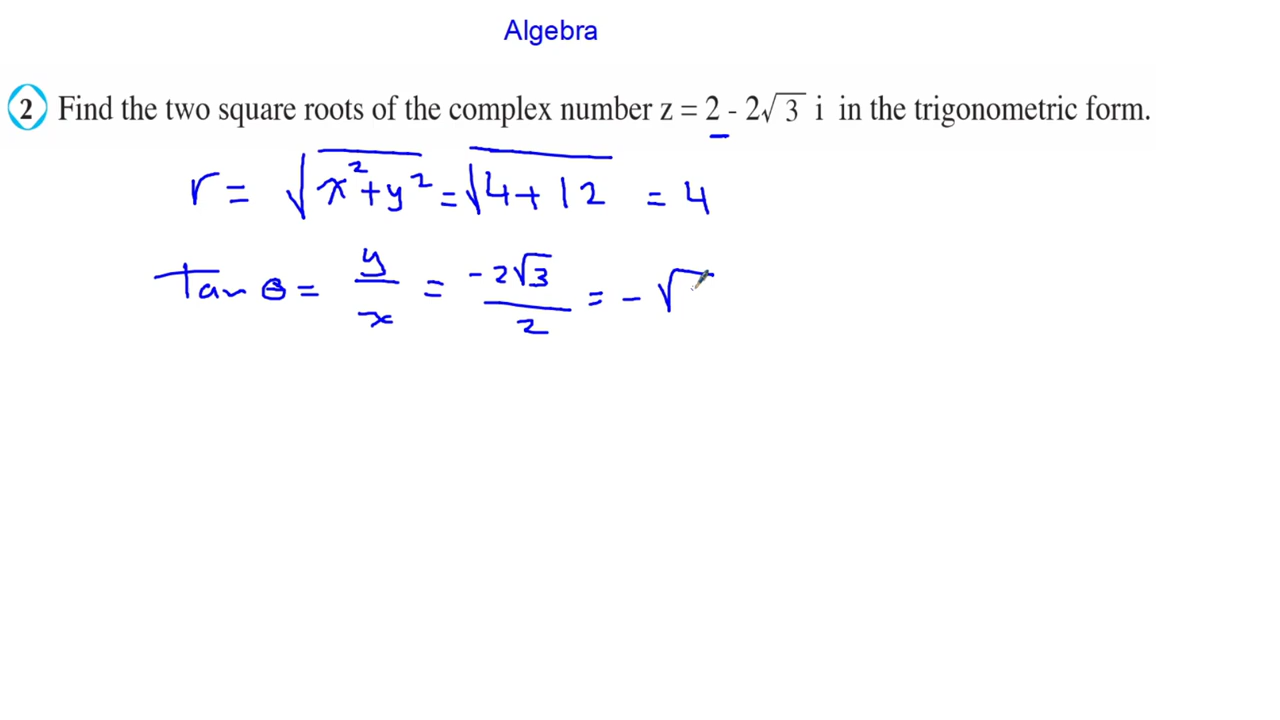 Algebra
2 Find the two square roots of the complex number z = 2 - 2√3 i in the trigonometric form.
r = √x²+y² = √4+12 = 4
Tan θ = y/x = -2√3/2 = - √